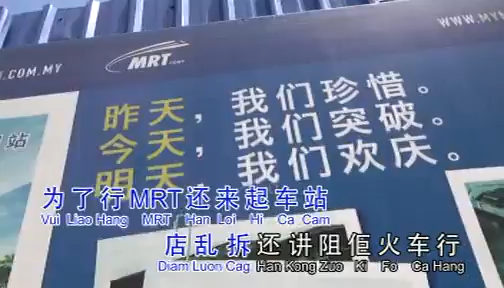 MRT CORP
WWW.MY
.COM.MY
站
昨天，我们珍惜。
今天，我们突破。
明天，我们欢庆。
为了行MRT还来起车站
Vui Liao Hang MRT Han Loi Hi Ca Cam
店乱拆还讲阻佢火车行
Diam Luon Cag Han Kong Zuo Ki Fo Ca Hang